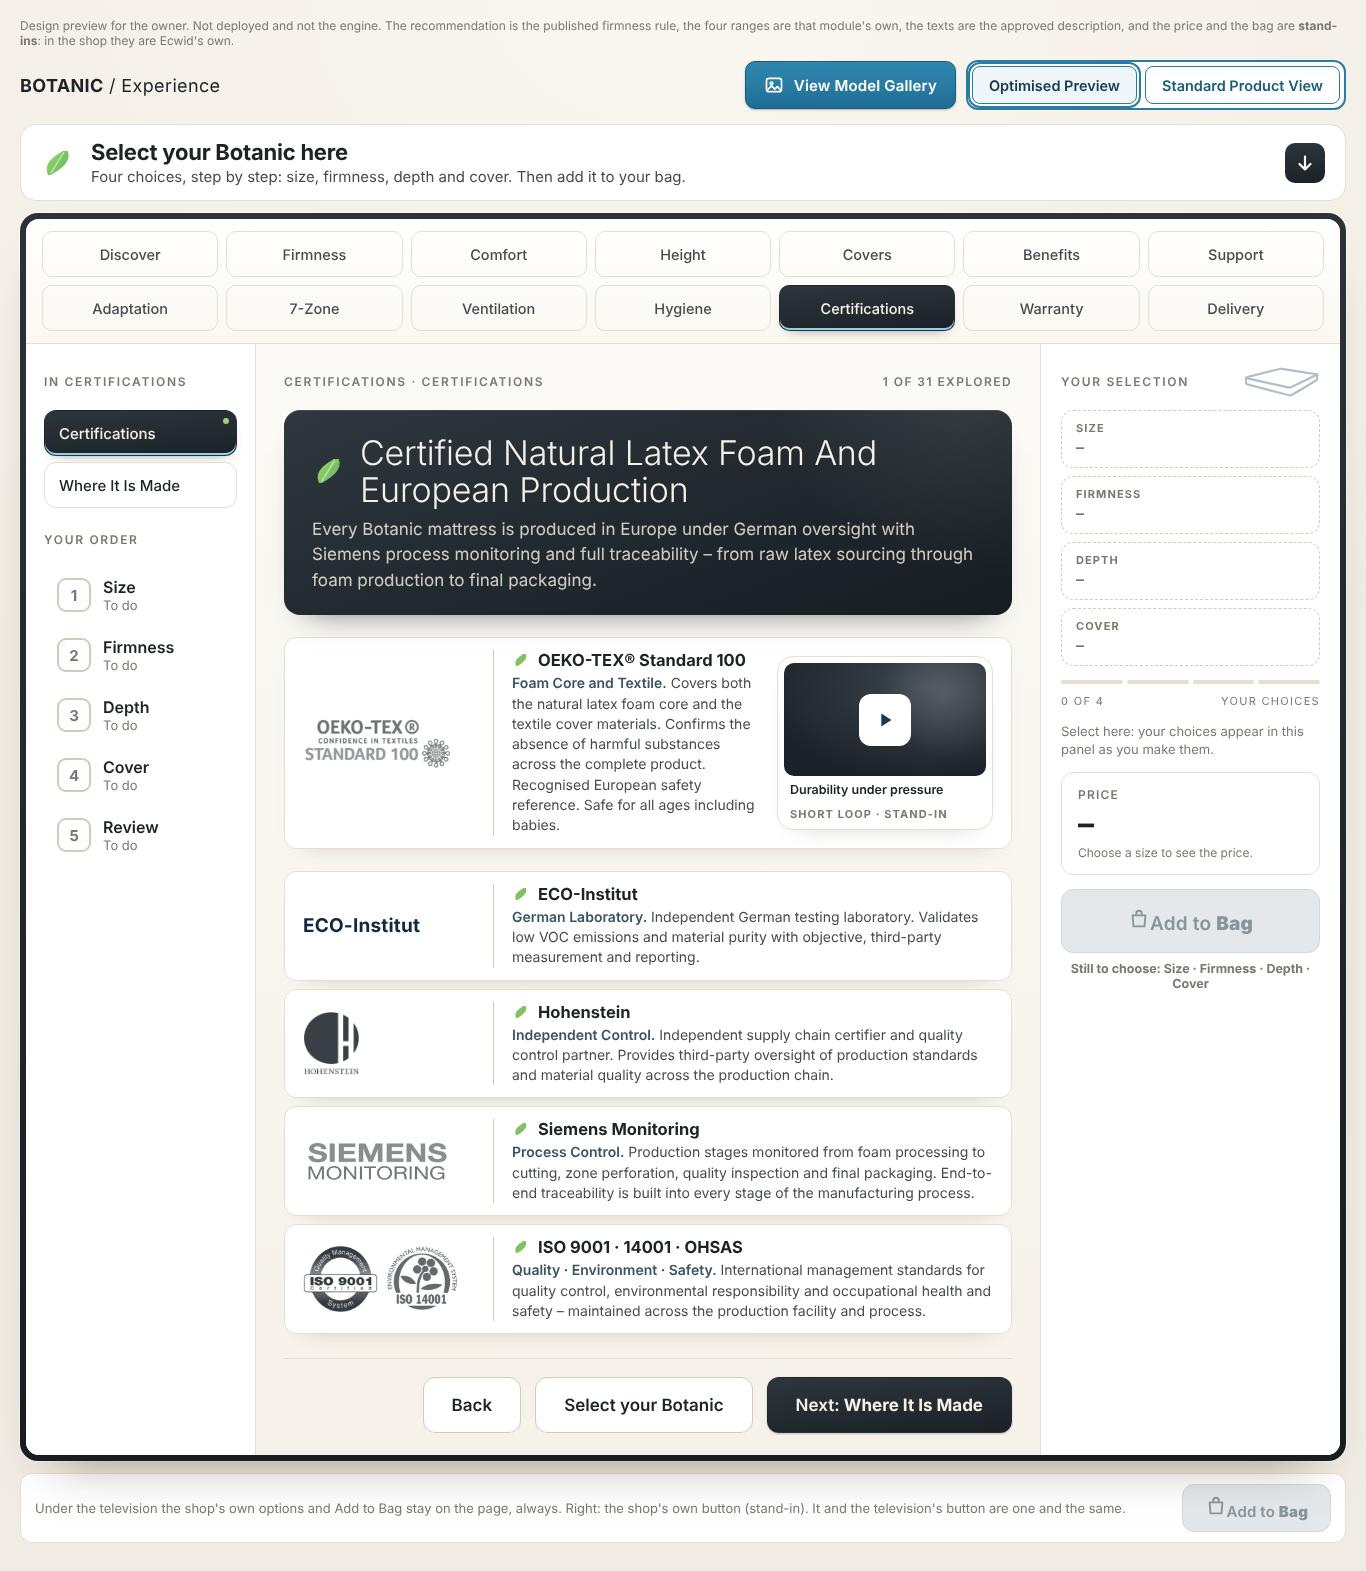 Design preview for the owner. Not deployed and not the engine. The recommendation is the published firmness rule, the four ranges are that module's own, the texts are the approved description, and the price and the bag are stand-
ins: in the shop they are Ecwid's own.
BOTANIC / Experience
View Model Gallery
Optimised Preview
Standard Product View
Select your Botanic here
Four choices, step by step: size, firmness, depth and cover. Then add it to your bag.
Discover
Firmness
Comfort
Height
Covers
Benefits
Support
Adaptation
7-Zone
Ventilation
Hygiene
Certifications
Warranty
Delivery
IN CERTIFICATIONS
Certifications
Where It Is Made
YOUR ORDER
1
Size
To do
2
Firmness
To do
3
Depth
To do
4
Cover
To do
5
Review
To do
CERTIFICATIONS · CERTIFICATIONS
1 OF 31 EXPLORED
Certified Natural Latex Foam And
European Production
Every Botanic mattress is produced in Europe under German oversight with
Siemens process monitoring and full traceability – from raw latex sourcing through
foam production to final packaging.
OEKO-TEX®
CONFIDENCE IN TEXTILES
STANDARD 100
OEKO-TEX® Standard 100
Foam Core and Textile. Covers both
the natural latex foam core and the
textile cover materials. Confirms the
absence of harmful substances
across the complete product.
Recognised European safety
reference. Safe for all ages including
babies.
Durability under pressure
SHORT LOOP · STAND-IN
ECO-Institut
ECO-Institut
German Laboratory. Independent German testing laboratory. Validates
low VOC emissions and material purity with objective, third-party
measurement and reporting.
HOHENSTEIN
Hohenstein
Independent Control. Independent supply chain certifier and quality
control partner. Provides third-party oversight of production standards
and material quality across the production chain.
SIEMENS
MONITORING
Siemens Monitoring
Process Control. Production stages monitored from foam processing to
cutting, zone perforation, quality inspection and final packaging. End-to-
end traceability is built into every stage of the manufacturing process.
Quality Management
ISO 9001
Certified
System
ENVIRONMENTAL MANAGEMENT SYSTEM
ISO 14001
ISO 9001 · 14001 · OHSAS
Quality · Environment · Safety. International management standards for
quality control, environmental responsibility and occupational health and
safety – maintained across the production facility and process.
Back
Select your Botanic
Next: Where It Is Made
YOUR SELECTION
SIZE
–
FIRMNESS
–
DEPTH
–
COVER
–
0 OF 4
YOUR CHOICES
Select here: your choices appear in this
panel as you make them.
PRICE
–
Choose a size to see the price.
Add to Bag
Still to choose: Size · Firmness · Depth ·
Cover
Under the television the shop's own options and Add to Bag stay on the page, always. Right: the shop's own button (stand-in). It and the television's button are one and the same.
Add to Bag